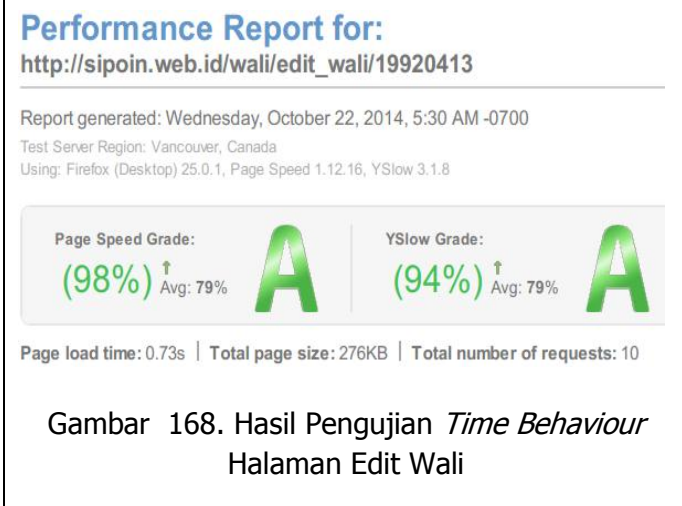 Performance Report for:
http://sipoin.web.id/wali/edit_wali/19920413
Report generated: Wednesday, October 22, 2014, 5:30 AM -0700
Test Server Region: Vancouver, Canada
Using: Firefox (Desktop) 25.0.1, Page Speed 1.12.16, YSlow 3.1.8
Page Speed Grade:
(98%) ↑ Avg: 79% A
YSlow Grade:
(94%) ↑ Avg: 79% A
Page load time: 0.73s | Total page size: 276KB | Total number of requests: 10
Gambar 168. Hasil Pengujian Time Behaviour
Halaman Edit Wali